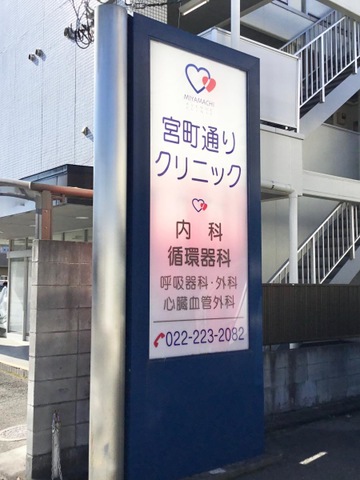 MIYAMACHI
宮町通り
クリニック
内科
循環器科
呼吸器科・外科
心臓血管外科
022-223-2082